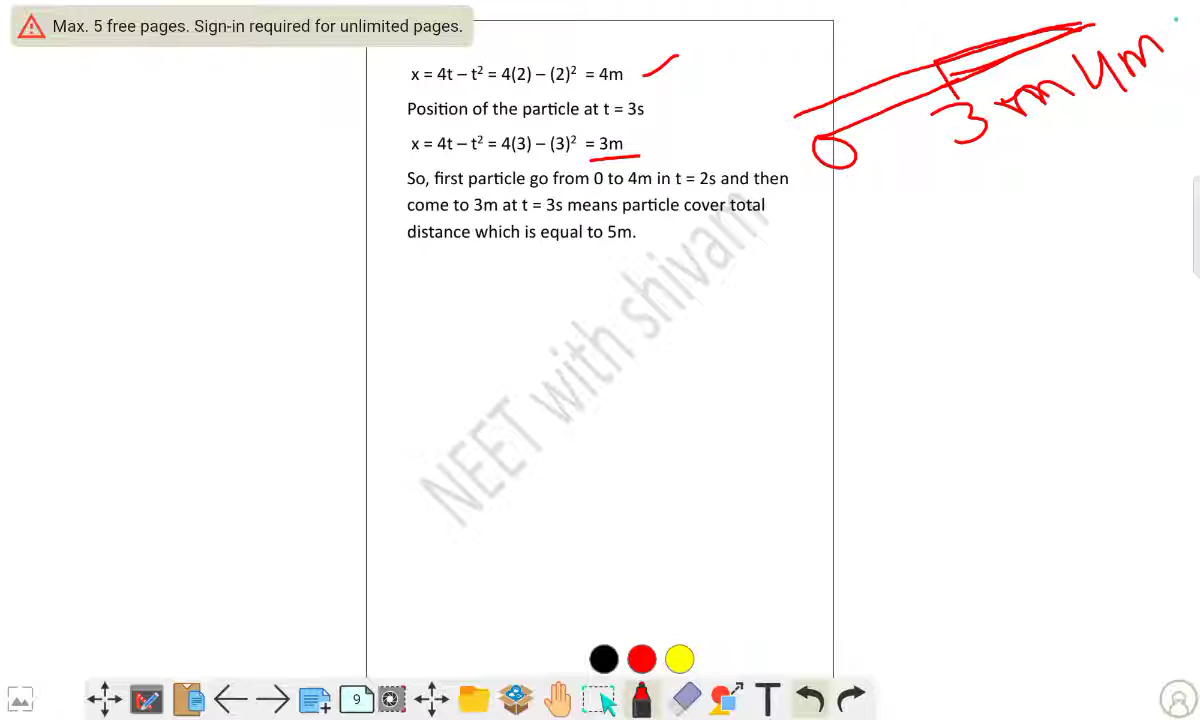 Max. 5 free pages. Sign-in required for unlimited pages.
x = 4t – t² = 4(2) – (2)² = 4m
Position of the particle at t = 3s
x = 4t – t² = 4(3) – (3)² = 3m
So, first particle go from 0 to 4m in t = 2s and then
come to 3m at t = 3s means particle cover total
distance which is equal to 5m.
0
3m 4m
NEET with shivam
9
T